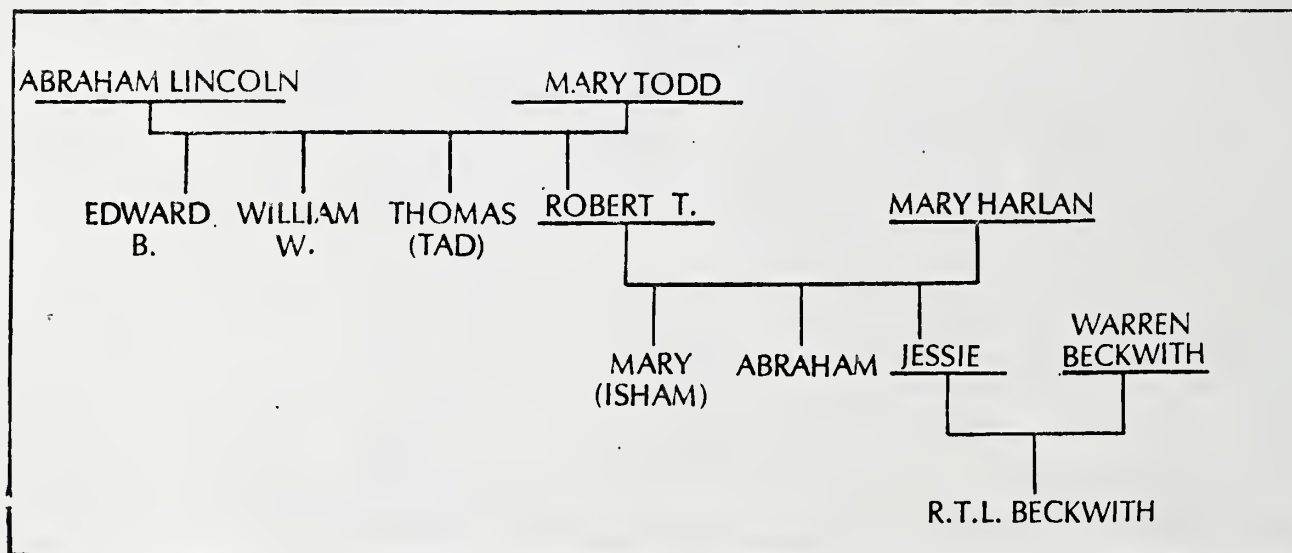 ABRAHAM LINCOLN MARY TODD
EDWARD WILLIAM THOMAS ROBERT T. MARY HARLAN
B. W. (TAD)
WARREN
MARY ABRAHAM JESSIE BECKWITH
(ISHAM)
R.T.L. BECKWITH